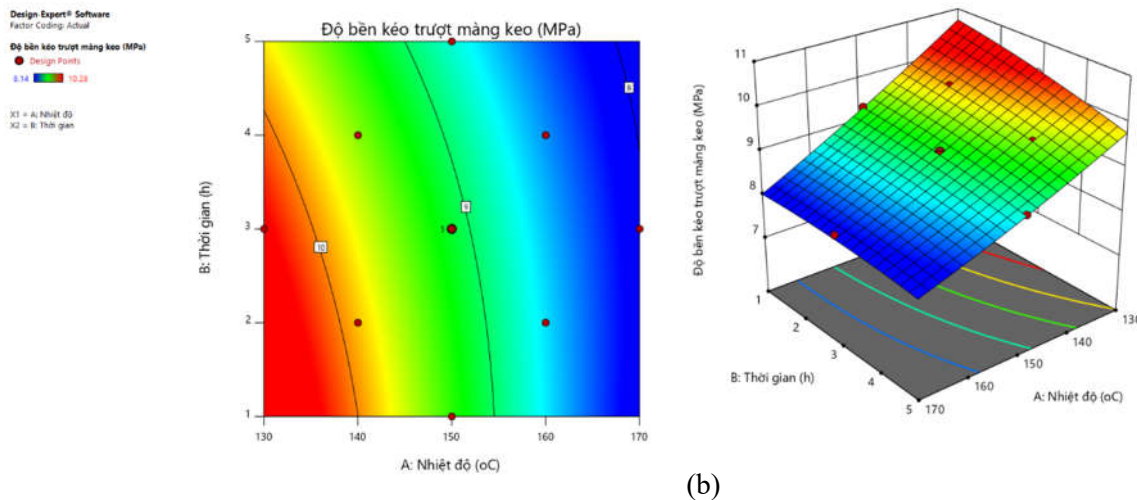 Design-Expert® Software
Factor Coding: Actual
Độ bền kéo trượt màng keo (MPa)
Design Points
8.14 10.28
X1 = A: Nhiệt độ
X2 = B: Thời gian
Độ bền kéo trượt màng keo (MPa)
B: Thời gian (h)
5
4
3
2
1
10
9
8
5
130
140
150
160
170
A: Nhiệt độ (oC)
Độ bền kéo trượt màng keo (MPa)
11
10
9
8
7
1
2
3
4
5
B: Thời gian (h)
130
140
150
160
170
A: Nhiệt độ (oC)
(b)